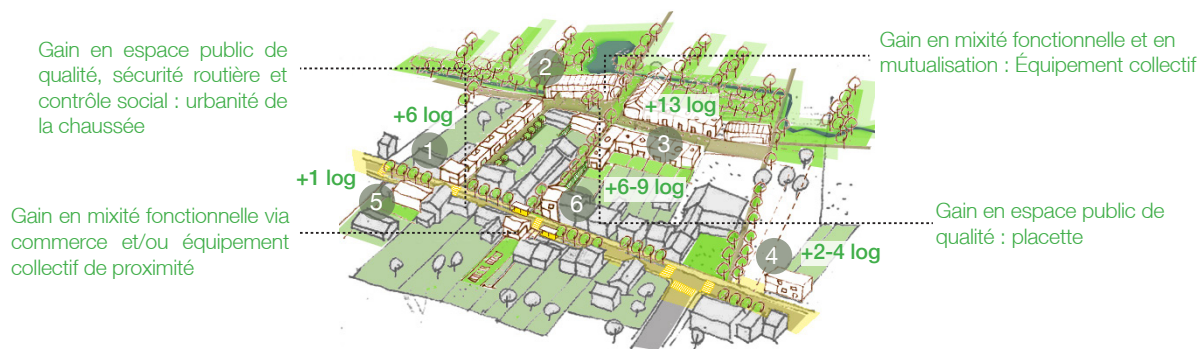 Gain en espace public de
qualité, sécurité routière et
contrôle social : urbanité de
la chaussée
Gain en mixité fonctionnelle et en
mutualisation : Équipement collectif
2
+13 log
+6 log
1
3
+1 log
5
+6-9 log
6
Gain en mixité fonctionnelle via
commerce et/ou équipement
collectif de proximité
Gain en espace public de
qualité : placette
4
+2-4 log